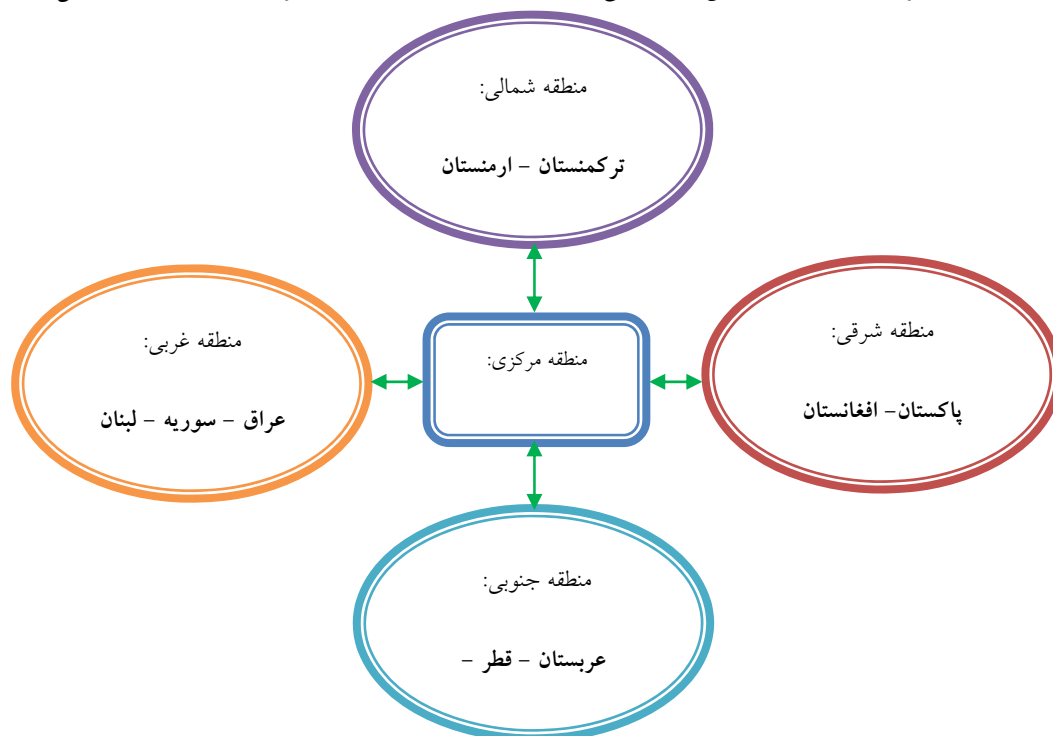 منطقه شمالی:
ترکمنستان – ارمنستان
منطقه شرقی:
پاکستان– افغانستان
منطقه مرکزی:
منطقه غربی:
عراق – سوریه – لبنان
منطقه جنوبی:
عربستان – قطر –